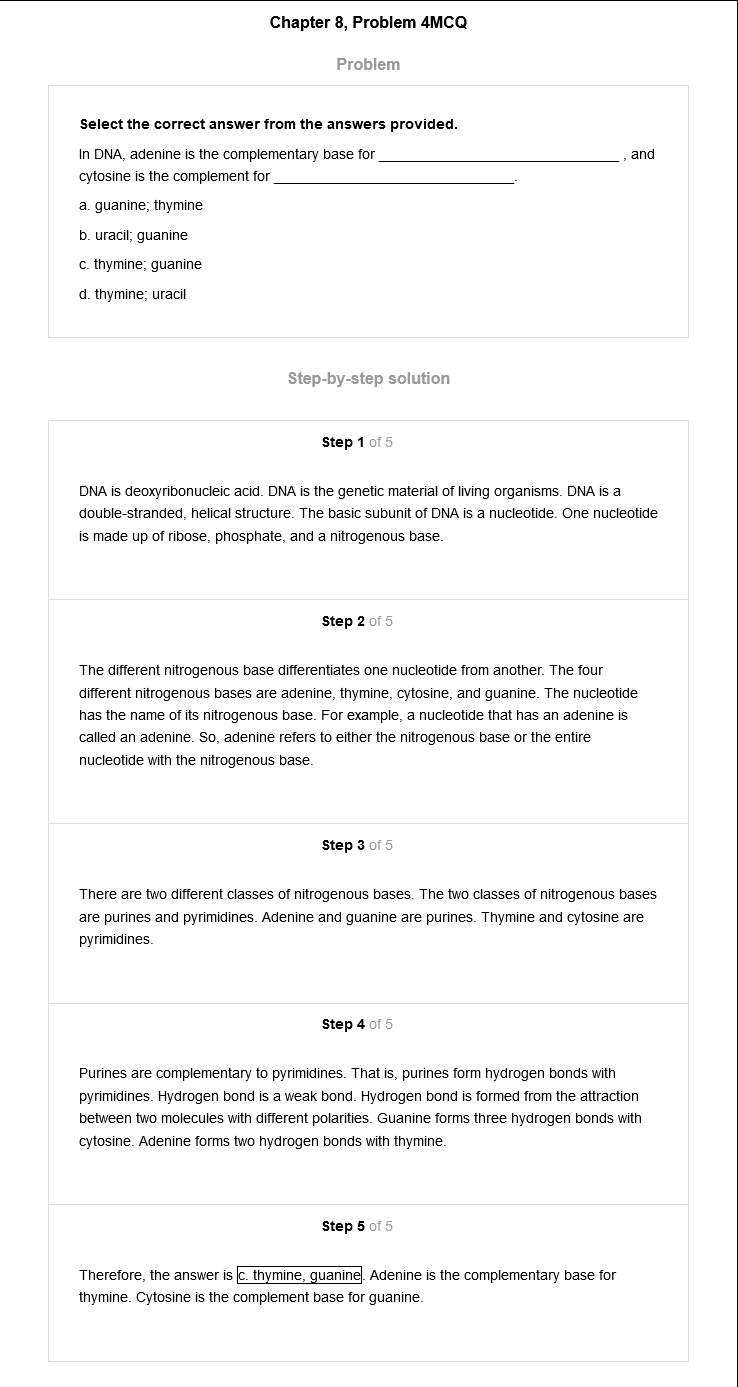 Chapter 8, Problem 4MCQ
Problem
Select the correct answer from the answers provided.
In DNA, adenine is the complementary base for ______________________________ , and
cytosine is the complement for ______________________________.
a. guanine; thymine
b. uracil; guanine
c. thymine; guanine
d. thymine; uracil
Step-by-step solution
Step 1 of 5
DNA is deoxyribonucleic acid. DNA is the genetic material of living organisms. DNA is a
double-stranded, helical structure. The basic subunit of DNA is a nucleotide. One nucleotide
is made up of ribose, phosphate, and a nitrogenous base.
Step 2 of 5
The different nitrogenous base differentiates one nucleotide from another. The four
different nitrogenous bases are adenine, thymine, cytosine, and guanine. The nucleotide
has the name of its nitrogenous base. For example, a nucleotide that has an adenine is
called an adenine. So, adenine refers to either the nitrogenous base or the entire
nucleotide with the nitrogenous base.
Step 3 of 5
There are two different classes of nitrogenous bases. The two classes of nitrogenous bases
are purines and pyrimidines. Adenine and guanine are purines. Thymine and cytosine are
pyrimidines.
Step 4 of 5
Purines are complementary to pyrimidines. That is, purines form hydrogen bonds with
pyrimidines. Hydrogen bond is a weak bond. Hydrogen bond is formed from the attraction
between two molecules with different polarities. Guanine forms three hydrogen bonds with
cytosine. Adenine forms two hydrogen bonds with thymine.
Step 5 of 5
Therefore, the answer is c. thymine, guanine. Adenine is the complementary base for
thymine. Cytosine is the complement base for guanine.